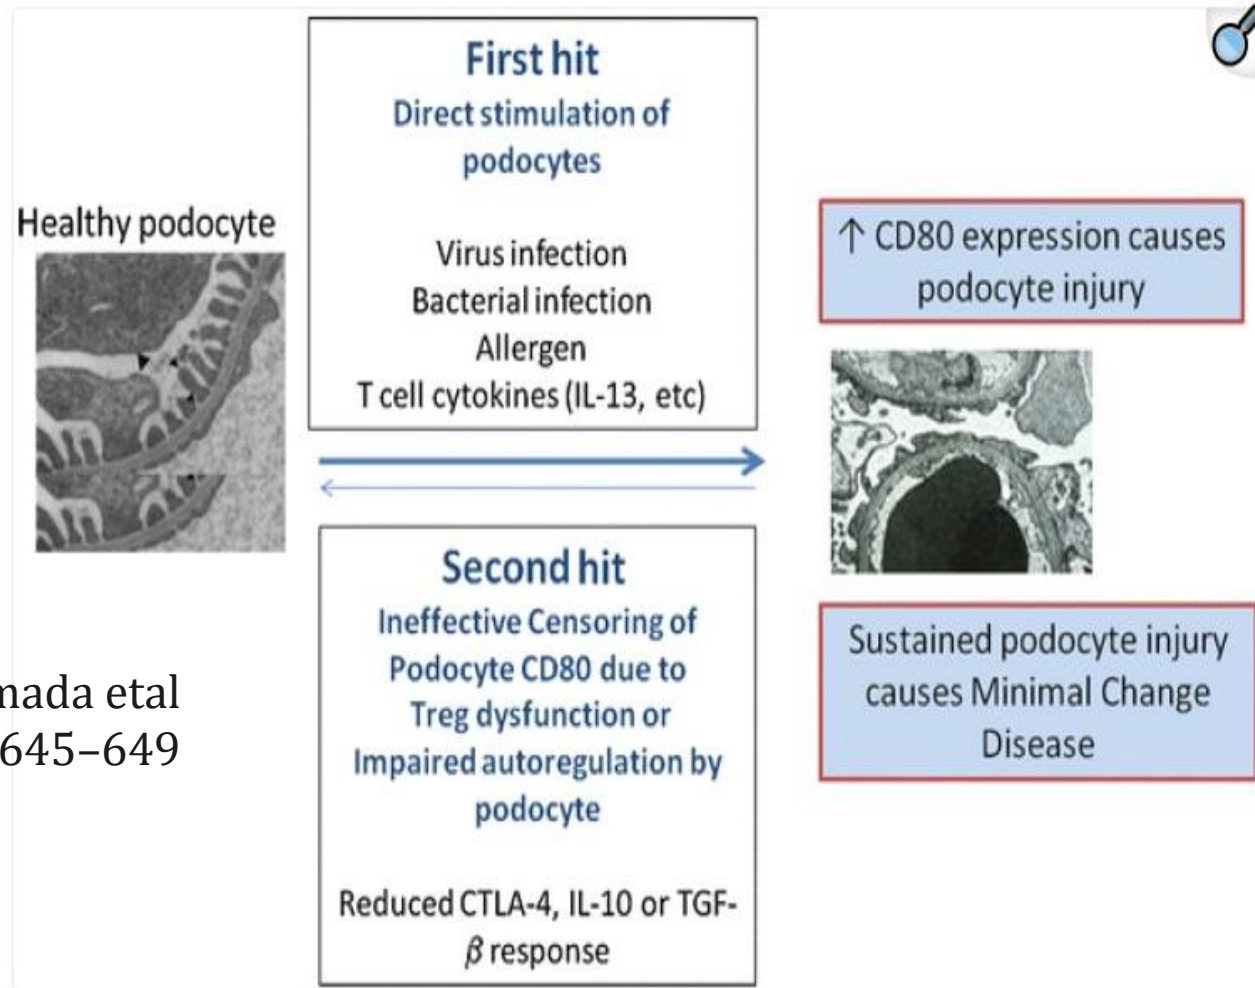 First hit
Direct stimulation of
podocytes
Virus infection
Bacterial infection
Allergen
T cell cytokines (IL-13, etc)
Healthy podocyte
↑ CD80 expression causes
podocyte injury
Second hit
Ineffective Censoring of
Podocyte CD80 due to
Treg dysfunction or
Impaired autoregulation by
podocyte
Reduced CTLA-4, IL-10 or TGF-
β response
Sustained podocyte injury
causes Minimal Change
Disease
etal
645–649